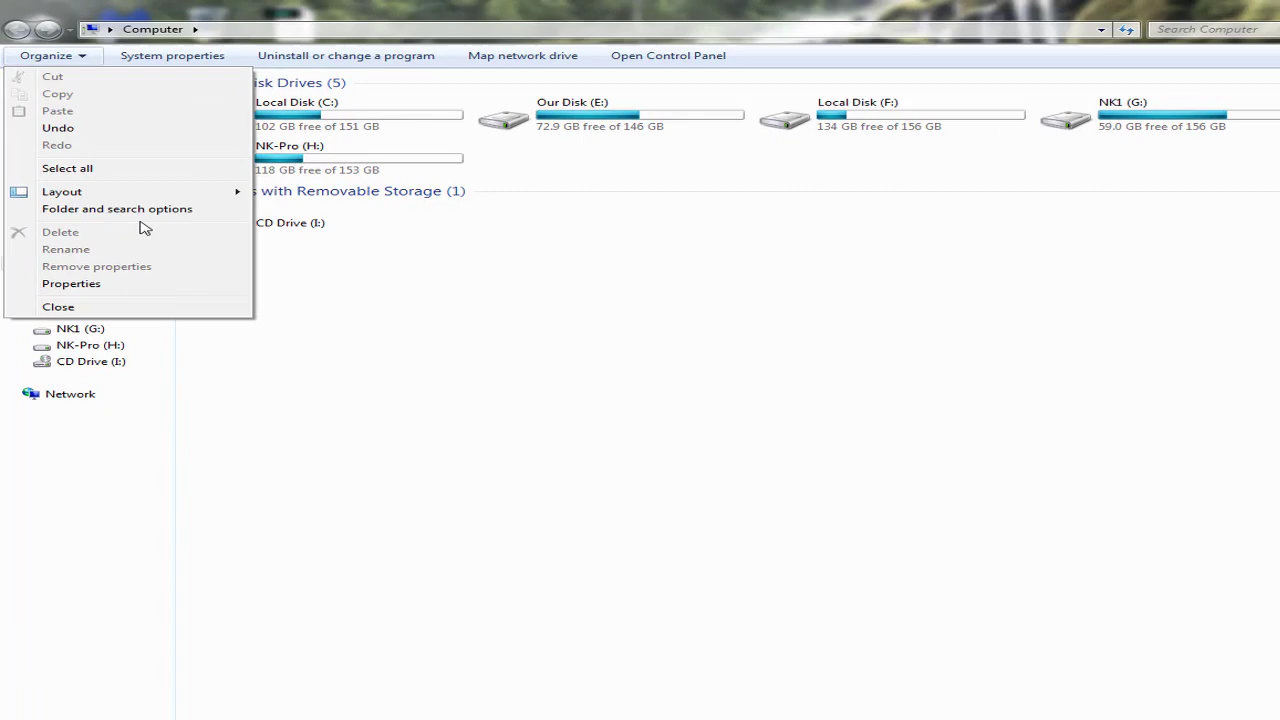 Computer
Search Computer
Organize
System properties
Uninstall or change a program
Map network drive
Open Control Panel
Cut
Copy
Paste
Undo
Redo
Select all
Layout
Folder and search options
Delete
Rename
Remove properties
Properties
Close
NK1 (G:)
NK-Pro (H:)
CD Drive (I:)
Network
isk Drives (5)
Local Disk (C:)
102 GB free of 151 GB
Our Disk (E:)
72.9 GB free of 146 GB
Local Disk (F:)
134 GB free of 156 GB
NK1 (G:)
59.0 GB free of 156 GB
NK-Pro (H:)
118 GB free of 153 GB
s with Removable Storage (1)
CD Drive (I:)